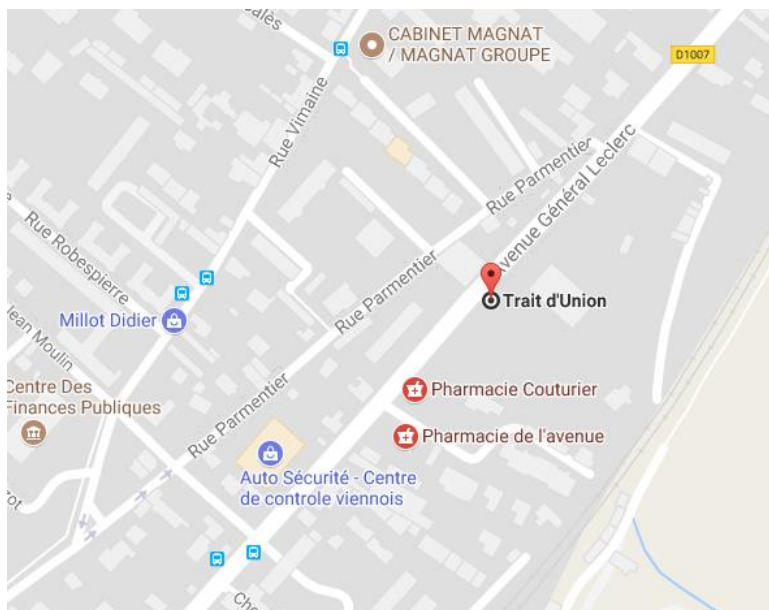 CABINET MAGNAT
/ MAGNAT GROUPE
D1007
Rue Vimaine
Rue Parmentier
Avenue Général Leclerc
Rue Robespierre
Rue Parmentier
Trait d'Union
Millot Didier
Jean Moulin
Centre Des
Finances Publiques
Pharmacie Couturier
Rue Parmentier
Pharmacie de l'avenue
Auto Sécurité - Centre
de controle viennois